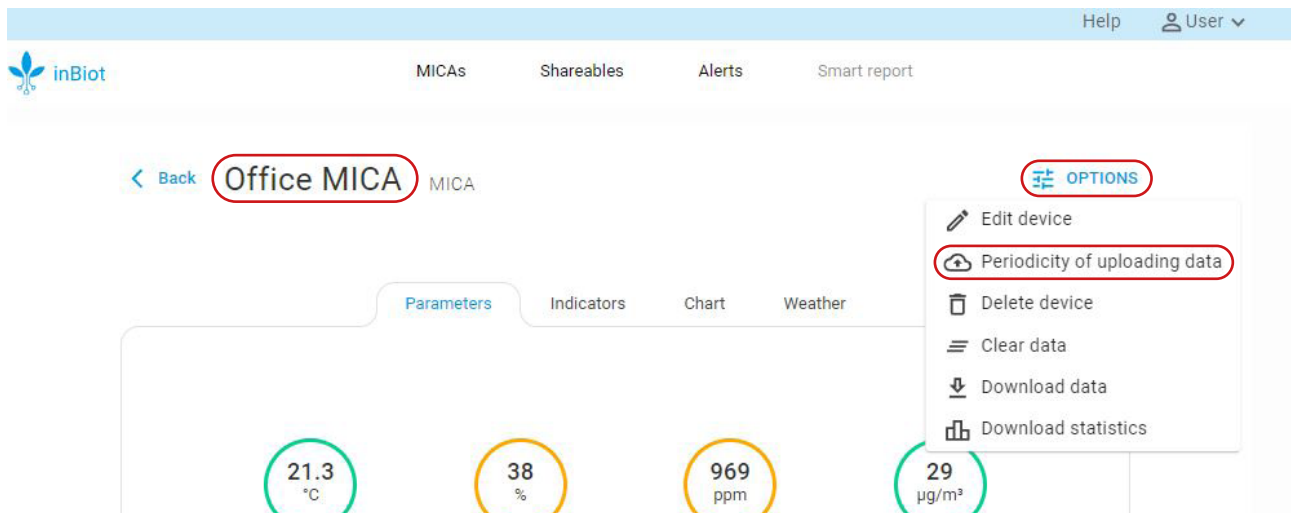 Help User
inBiot MICAs Shareables Alerts Smart report
Back Office MICA MICA OPTIONS
Edit device
Periodicity of uploading data
Parameters Indicators Chart Weather
Delete device
Clear data
Download data
Download statistics
21.3 38 969 29
°C % ppm µg/m³